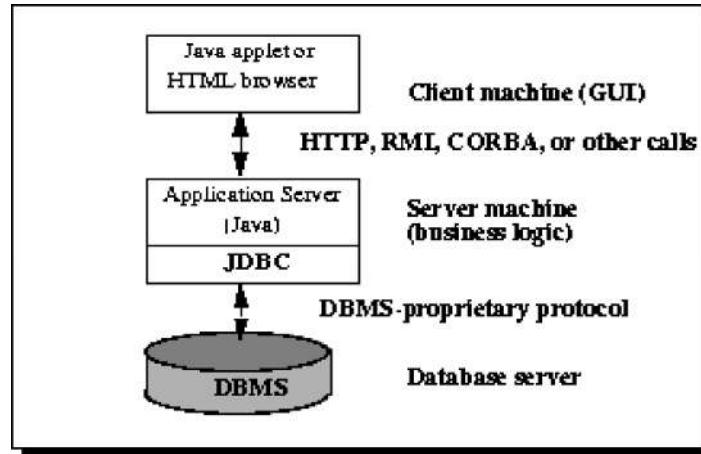 Java applet or
HTML browser
Client machine (GUI)
HTTP, RMI, CORBA, or other calls
Application Server
(Java)
JDBC
Server machine
(business logic)
DBMS-proprietary protocol
DBMS
Database server